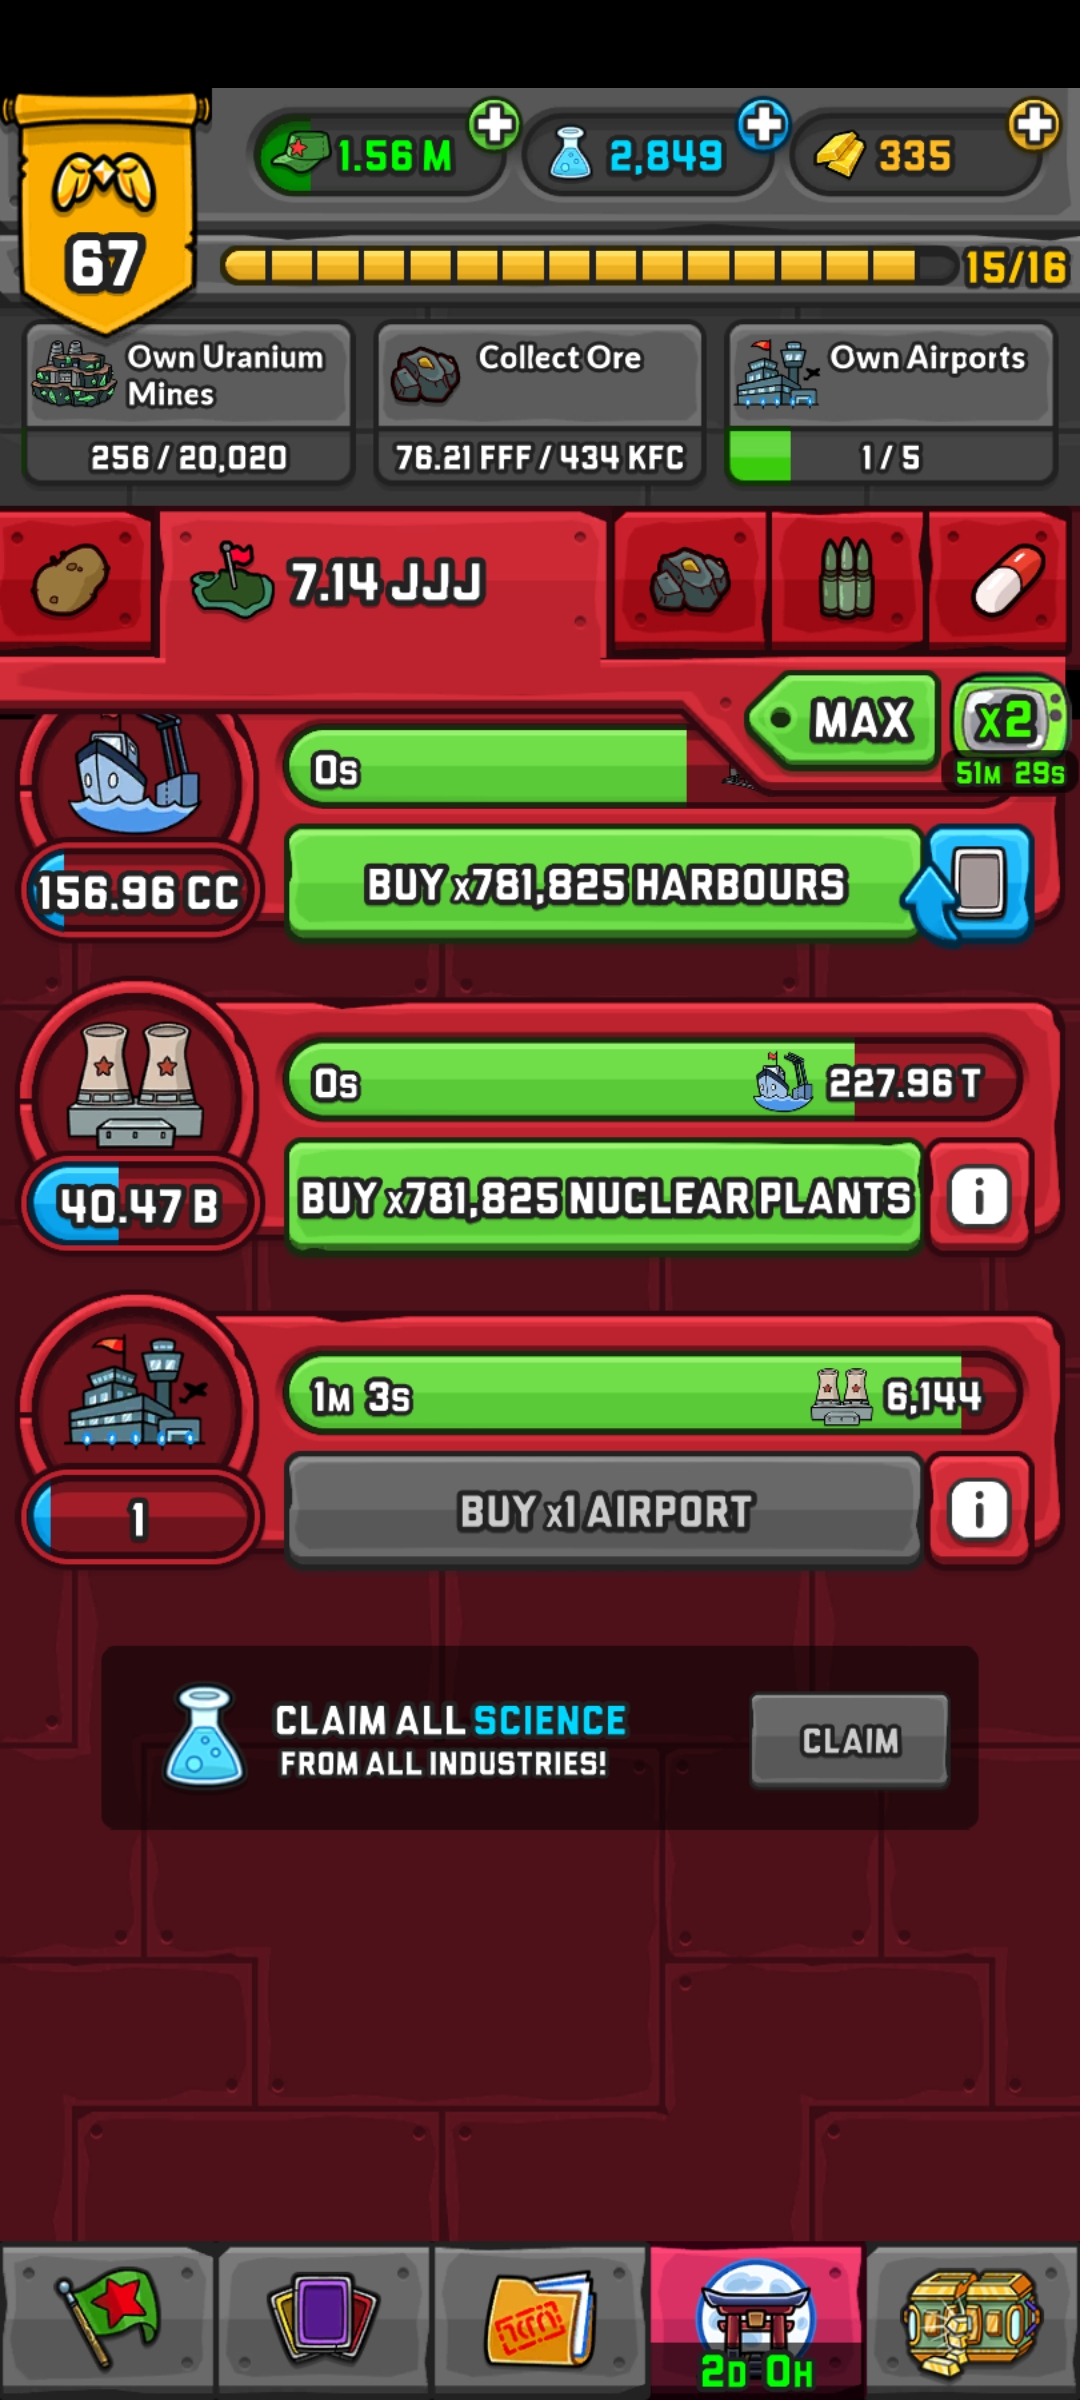 1.56 M
2,849
335
67
15/16
Own Uranium
Mines
256 / 20,020
Collect Ore
76.21 FFF / 434 KFC
Own Airports
1 / 5
7.14 JJJ
MAX
x2
51M 29S
0S
156.96 CC
BUY x781,825 HARBOURS
0S
227.96 T
40.47 B
BUY x781,825 NUCLEAR PLANTS
i
1M 3S
6,144
1
BUY x1 AIRPORT
i
CLAIM ALL SCIENCE
FROM ALL INDUSTRIES!
CLAIM
2D 0H